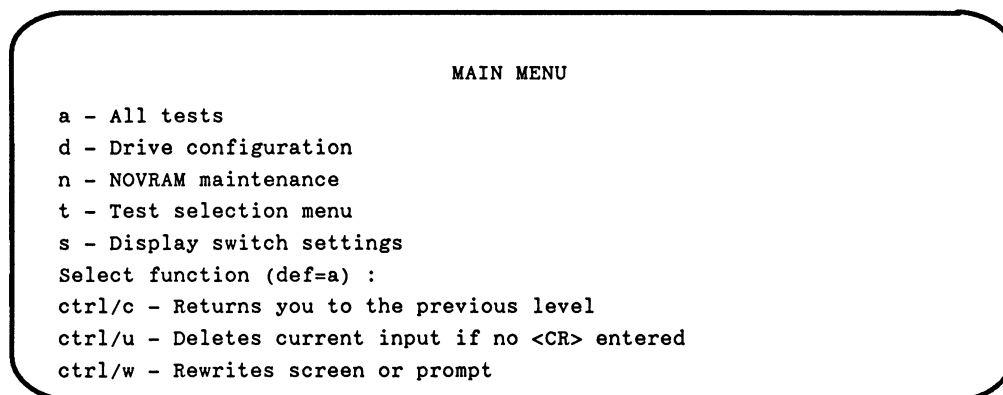 MAIN MENU
a - All tests
d - Drive configuration
n - NOVRAM maintenance
t - Test selection menu
s - Display switch settings
Select function (def=a) :
ctrl/c - Returns you to the previous level
ctrl/u - Deletes current input if no <CR> entered
ctrl/w - Rewrites screen or prompt